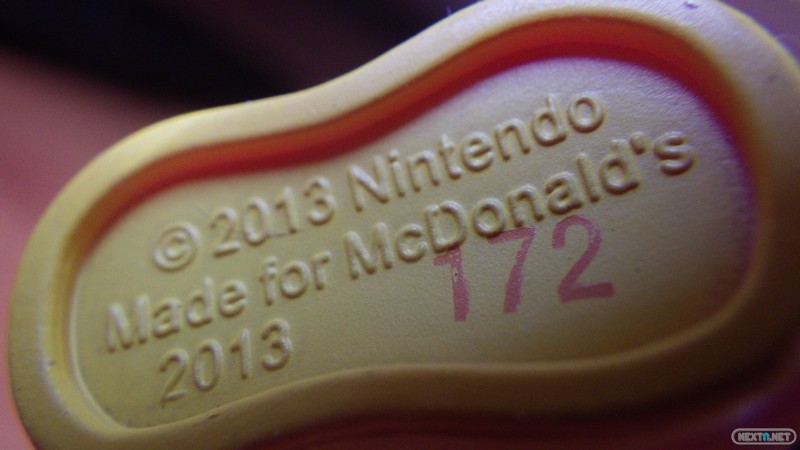 © 2013 Nintendo
Made for McDonald's
172
2013
NEXTN.NET